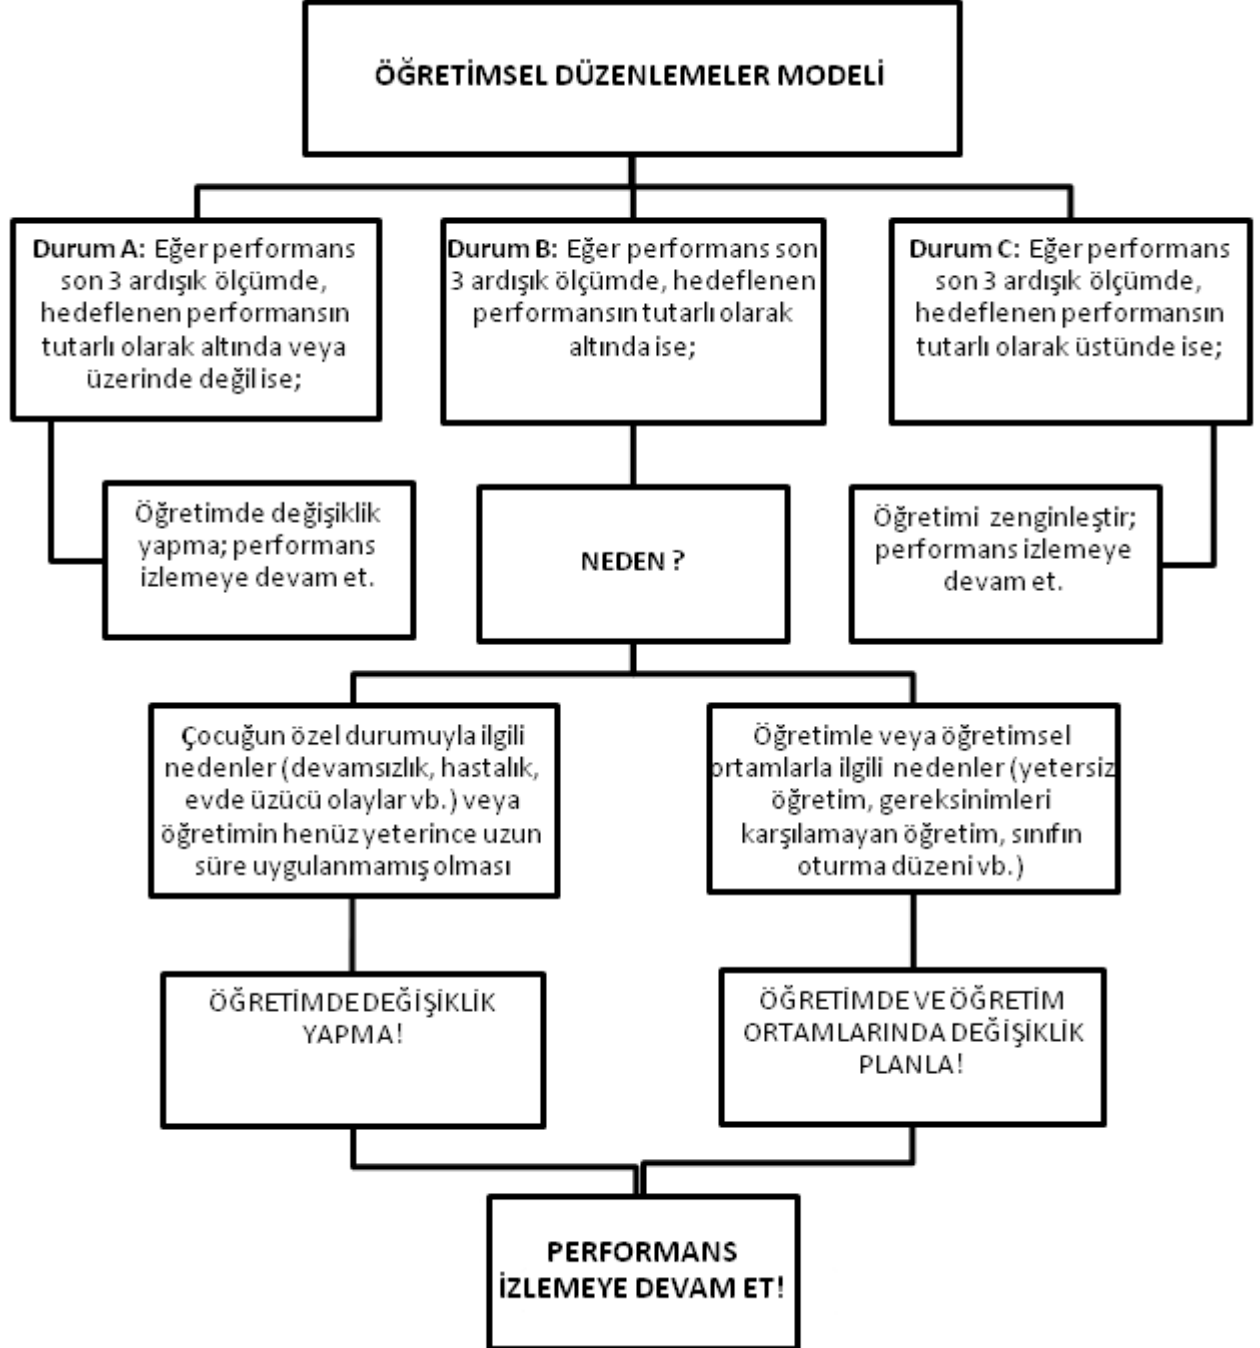 ÖĞRETİMSEL DÜZENLEMELER MODELİ
Durum A: Eğer performans
son 3 ardışık ölçümde,
hedeflenen performansın
tutarlı olarak altında veya
üzerinde değil ise;
Durum B: Eğer performans son
3 ardışık ölçümde, hedeflenen
performansın tutarlı olarak
altında ise;
Durum C: Eğer performans
son 3 ardışık ölçümde,
hedeflenen performansın
tutarlı olarak üstünde ise;
Öğretimde değişiklik
yapma; performans
izlemeye devam et.
NEDEN ?
Öğretimi zenginleştir;
performans izlemeye
devam et.
Çocuğun özel durumuyla ilgili
nedenler (devamsızlık, hastalık,
evde üzücü olaylar vb.) veya
öğretimin henüz yeterince uzun
süre uygulanmamış olması
Öğretimle veya öğretimsel
ortamlarla ilgili nedenler (yetersiz
öğretim, gereksinimleri
karşılamayan öğretim, sınıfın
oturma düzeni vb.)
ÖĞRETİMDE DEĞİŞİKLİK
YAPMA!
ÖĞRETİMDE VE ÖĞRETİM
ORTAMLARINDA DEĞİŞİKLİK
PLANLA!
PERFORMANS
İZLEMEYE DEVAM ET!